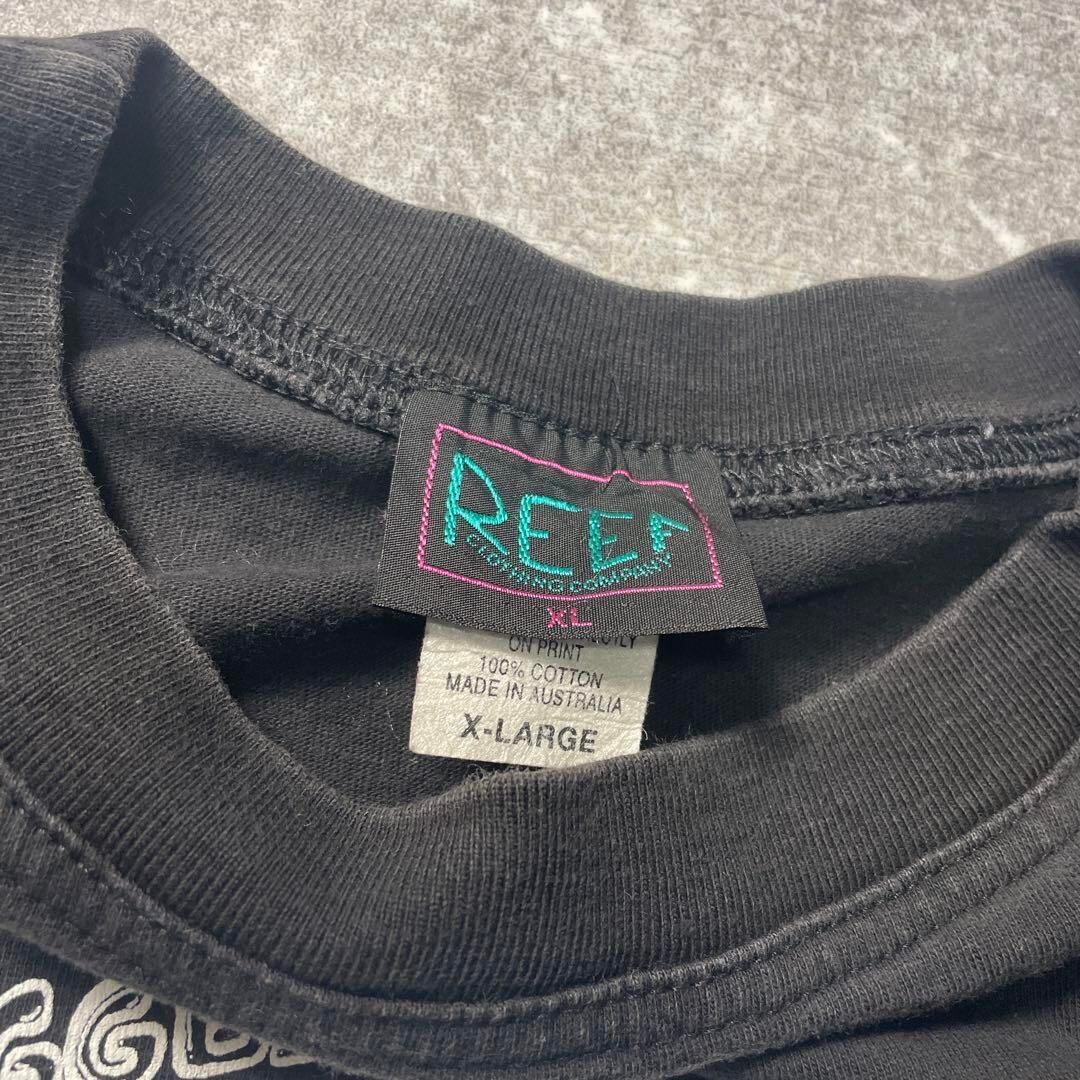 REEF
CLOTHING COMPANY
XL
ON PRINT
100% COTTON
MADE IN AUSTRALIA
X-LARGE